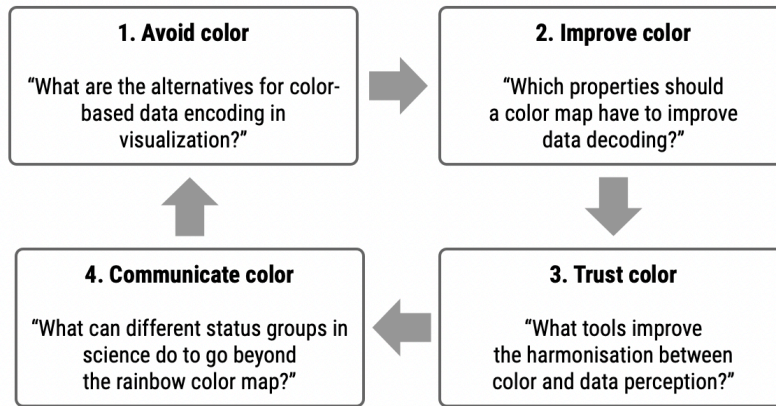 1. Avoid color
“What are the alternatives for color-
based data encoding in
visualization?”
2. Improve color
“Which properties should
a color map have to improve
data decoding?”
3. Trust color
“What tools improve
the harmonisation between
color and data perception?”
4. Communicate color
“What can different status groups in
science do to go beyond
the rainbow color map?”